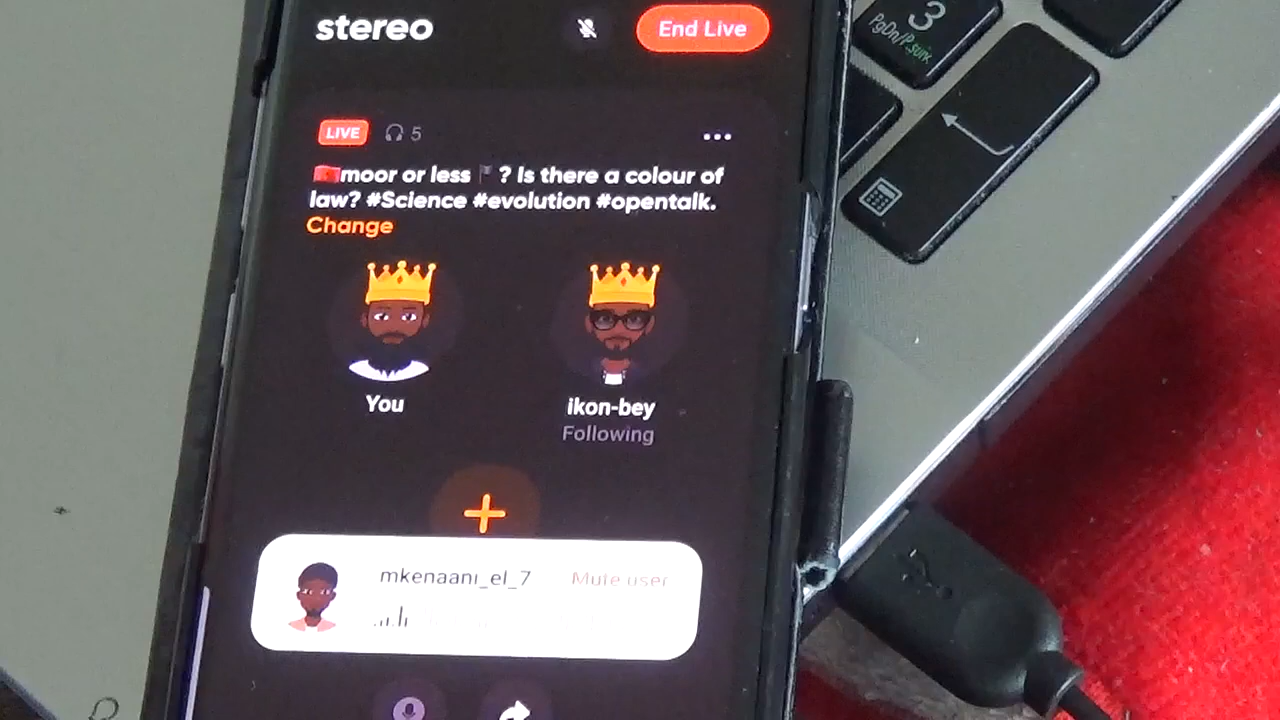 stereo
End Live
LIVE
5
moor or less ? Is there a colour of
law? #Science #evolution #opentalk.
Change
You
ikon-bey
Following
mkenaani_el_7
Mute user
3
PgDn/P_sunk